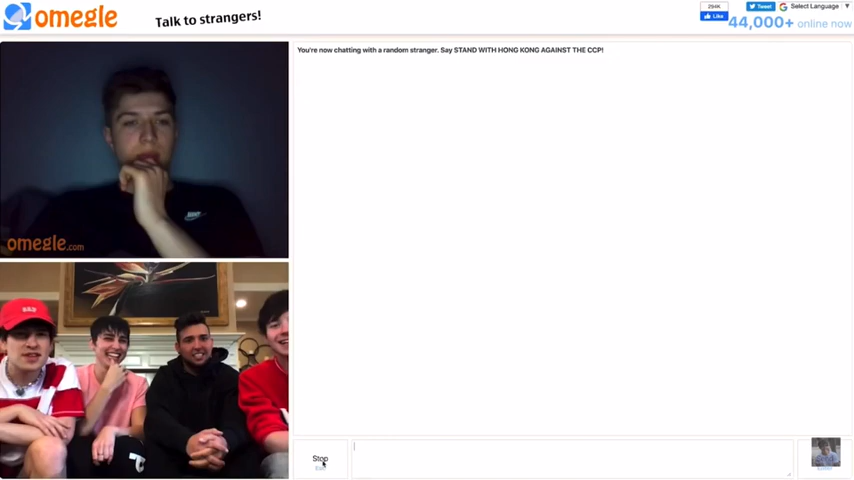 omegle
Talk to strangers!
294K
Like
Tweet
Select Language
44,000+ online now
You're now chatting with a random stranger. Say STAND WITH HONG KONG AGAINST THE CCP!
omegle.com
Stop
Esc